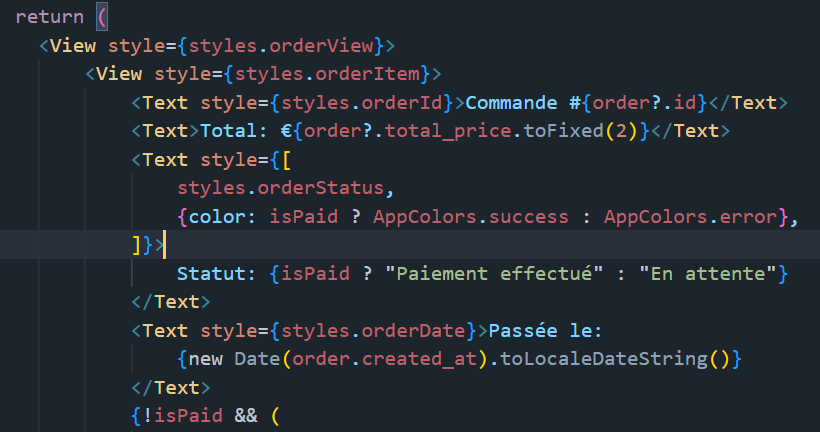 return (
<View style={styles.orderView}>
<View style={styles.orderItem}>
<Text style={styles.orderId}>Commande #{order?.id}</Text>
<Text>Total: €{order?.total_price.toFixed(2)}</Text>
<Text style={[
styles.orderStatus,
{color: isPaid ? AppColors.success : AppColors.error},
]}>
Statut: {isPaid ? "Paiement effectué" : "En attente"}
</Text>
<Text style={styles.orderDate}>Passée le:
{new Date(order.created_at).toLocaleDateString()}
</Text>
{!isPaid && (